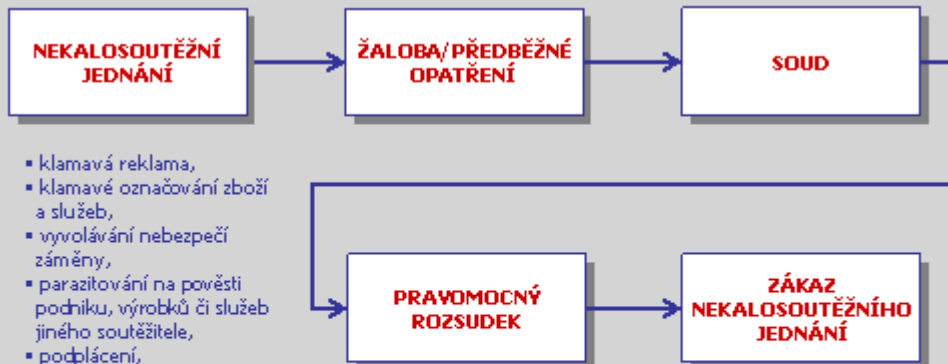 NEKALOSOUTĚŽNÍ
JEDNÁNÍ
ŽALOBA/PŘEDBĚŽNÉ
OPATŘENÍ
SOUD
▪ klamavá reklama,
▪ klamavé označování zboží
a služeb,
▪ vyvolávání nebezpečí
záměny,
▪ parazitování na pověsti
podniku, výrobků či služeb
jiného soutěžitele,
▪ podplácení,
PRAVOMOCNÝ
ROZSUDEK
ZÁKAZ
NEKALOSOUTĚŽNÍHO
JEDNÁNÍ